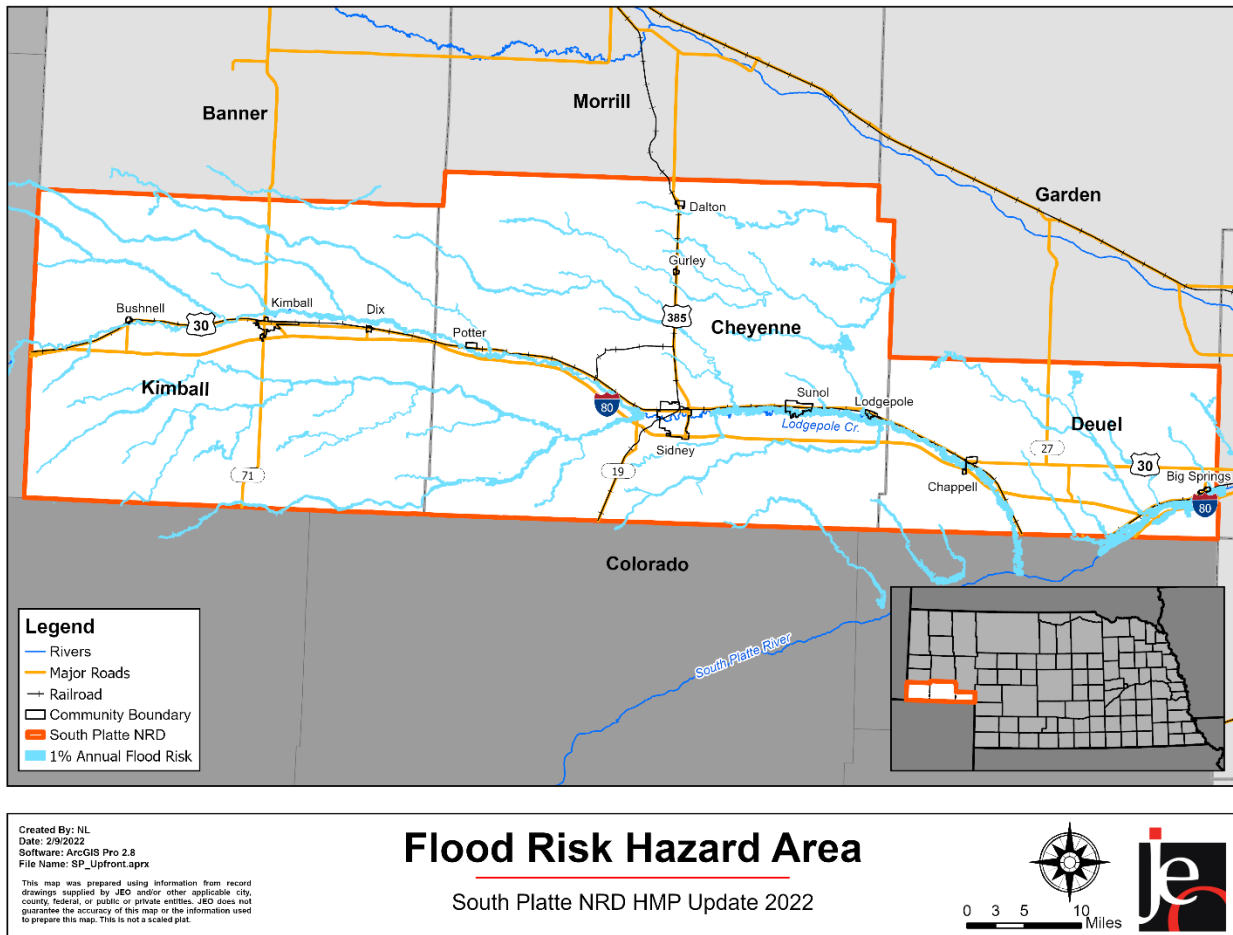 Banner
Morrill
Garden
Dalton
Gurley
385
Cheyenne
Bushnell
30
Kimball
Dix
Potter
Kimball
80
Sunol
Lodgepole
Lodgepole Cr.
Deuel
Sidney
19
71
27
30
Chappell
Big Springs
80
Colorado
South Platte River
Legend
Rivers
Major Roads
Railroad
Community Boundary
South Platte NRD
1% Annual Flood Risk
Created By: NL
Date: 2/9/2022
Software: ArcGIS Pro 2.8
File Name: SP_Upfront.aprx
This map was prepared using information from record
drawings supplied by JEO and/or other applicable city,
county, federal, or public or private entities. JEO does not
guarantee the accuracy of this map or the information used
to prepare this map. This is not a scaled plat.
Flood Risk Hazard Area
South Platte NRD HMP Update 2022
0 3 5 10
Miles
jeo